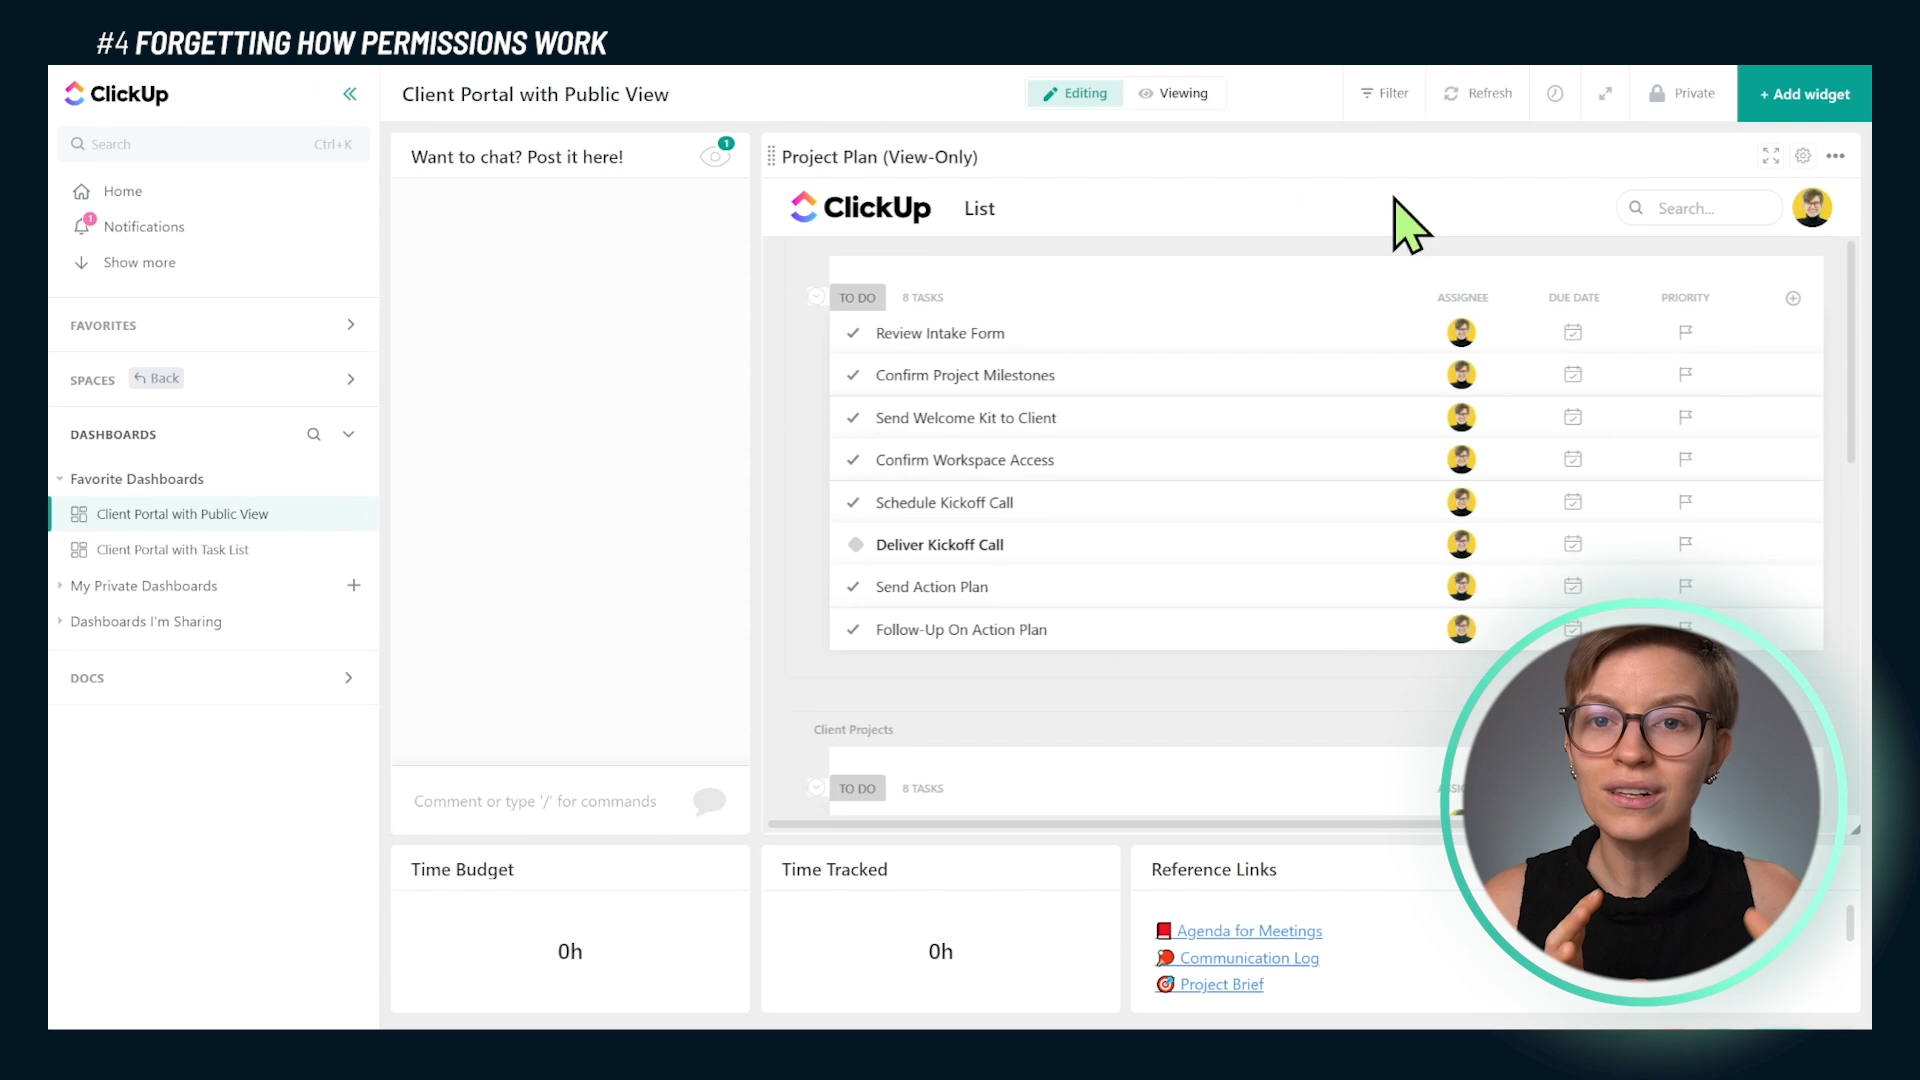 #4 FORGETTING HOW PERMISSIONS WORK
ClickUp
Client Portal with Public View
Editing
Viewing
Filter
Refresh
Private
+ Add widget
Search
Ctrl+K
Home
1
Notifications
Show more
FAVORITES
SPACES
Back
DASHBOARDS
Favorite Dashboards
Client Portal with Public View
Client Portal with Task List
My Private Dashboards
Dashboards I'm Sharing
DOCS
Want to chat? Post it here!
1
Comment or type '/' for commands
Project Plan (View-Only)
ClickUp
List
Search...
TO DO
8 TASKS
ASSIGNEE
DUE DATE
PRIORITY
Review Intake Form
Confirm Project Milestones
Send Welcome Kit to Client
Confirm Workspace Access
Schedule Kickoff Call
Deliver Kickoff Call
Send Action Plan
Follow-Up On Action Plan
Client Projects
TO DO
8 TASKS
Time Budget
0h
Time Tracked
0h
Reference Links
Agenda for Meetings
Communication Log
Project Brief